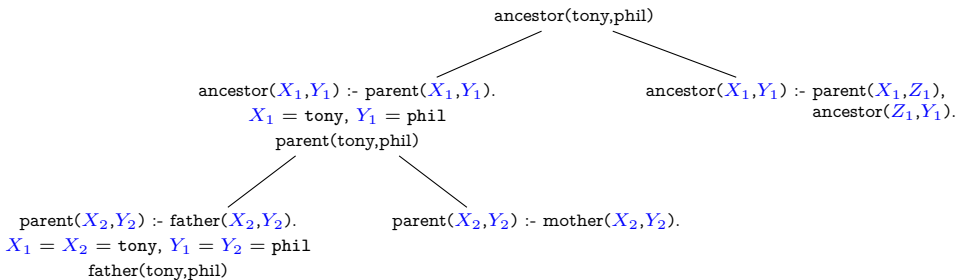 ancestor(tony,phil)
ancestor(X₁,Y₁) :- parent(X₁,Y₁).
X₁ = tony, Y₁ = phil
parent(tony,phil)
ancestor(X₁,Y₁) :- parent(X₁,Z₁),
ancestor(Z₁,Y₁).
parent(X₂,Y₂) :- father(X₂,Y₂).
X₁ = X₂ = tony, Y₁ = Y₂ = phil
father(tony,phil)
parent(X₂,Y₂) :- mother(X₂,Y₂).